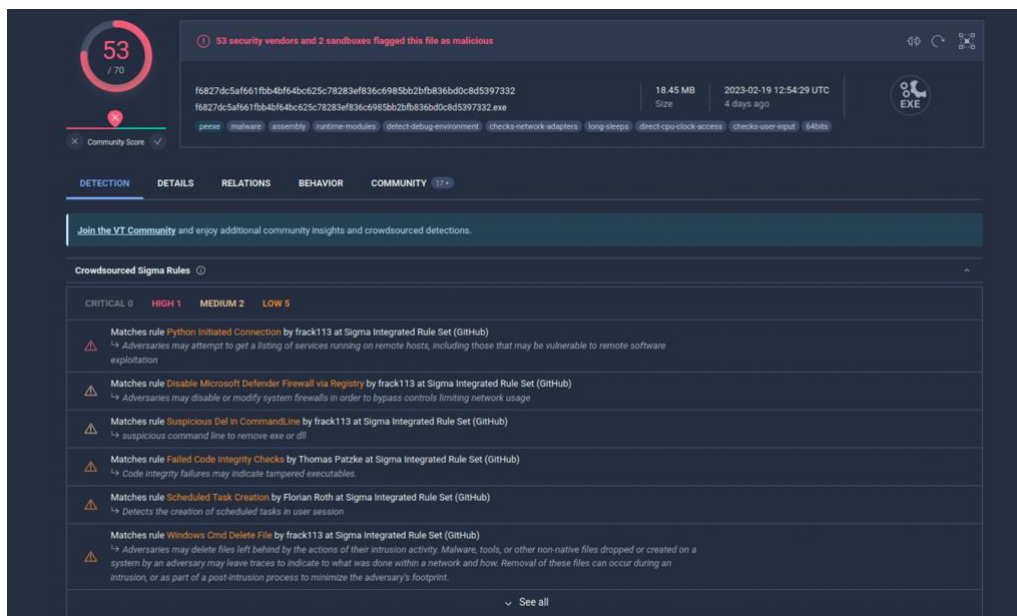 53
/ 70
Community Score
53 security vendors and 2 sandboxes flagged this file as malicious
f6827dc5af661fbb4bf64bc625c78283ef836c6985bb2bfb836bd0c8d5397332
f6827dc5af661fbb4bf64bc625c78283ef836c6985bb2bfb836bd0c8d5397332.exe
18.45 MB
Size
2023-02-19 12:54:29 UTC
4 days ago
EXE
peexe malware assembly runtime-modules detect-debug-environment checks-network-adapters long-sleeps direct-cpu-clock-access checks-user-input 64bits
DETECTION DETAILS RELATIONS BEHAVIOR COMMUNITY 17+
Join the VT Community and enjoy additional community insights and crowdsourced detections.
Crowdsourced Sigma Rules
CRITICAL 0 HIGH 1 MEDIUM 2 LOW 5
Matches rule Python Initiated Connection by frack113 at Sigma Integrated Rule Set (GitHub)
↳ Adversaries may attempt to get a listing of services running on remote hosts, including those that may be vulnerable to remote software
exploitation
Matches rule Disable Microsoft Defender Firewall via Registry by frack113 at Sigma Integrated Rule Set (GitHub)
↳ Adversaries may disable or modify system firewalls in order to bypass controls limiting network usage
Matches rule Suspicious Del in CommandLine by frack113 at Sigma Integrated Rule Set (GitHub)
↳ suspicious command line to remove exe or dll
Matches rule Failed Code Integrity Checks by Thomas Patzke at Sigma Integrated Rule Set (GitHub)
↳ Code integrity failures may indicate tampered executables.
Matches rule Scheduled Task Creation by Florian Roth at Sigma Integrated Rule Set (GitHub)
↳ Detects the creation of scheduled tasks in user session
Matches rule Windows Cmd Delete File by frack113 at Sigma Integrated Rule Set (GitHub)
↳ Adversaries may delete files left behind by the actions of their intrusion activity. Malware, tools, or other non-native files dropped or created on a
system by an adversary may leave traces to indicate to what was done within a network and how. Removal of these files can occur during an
intrusion, or as part of a post-intrusion process to minimize the adversary's footprint.
See all